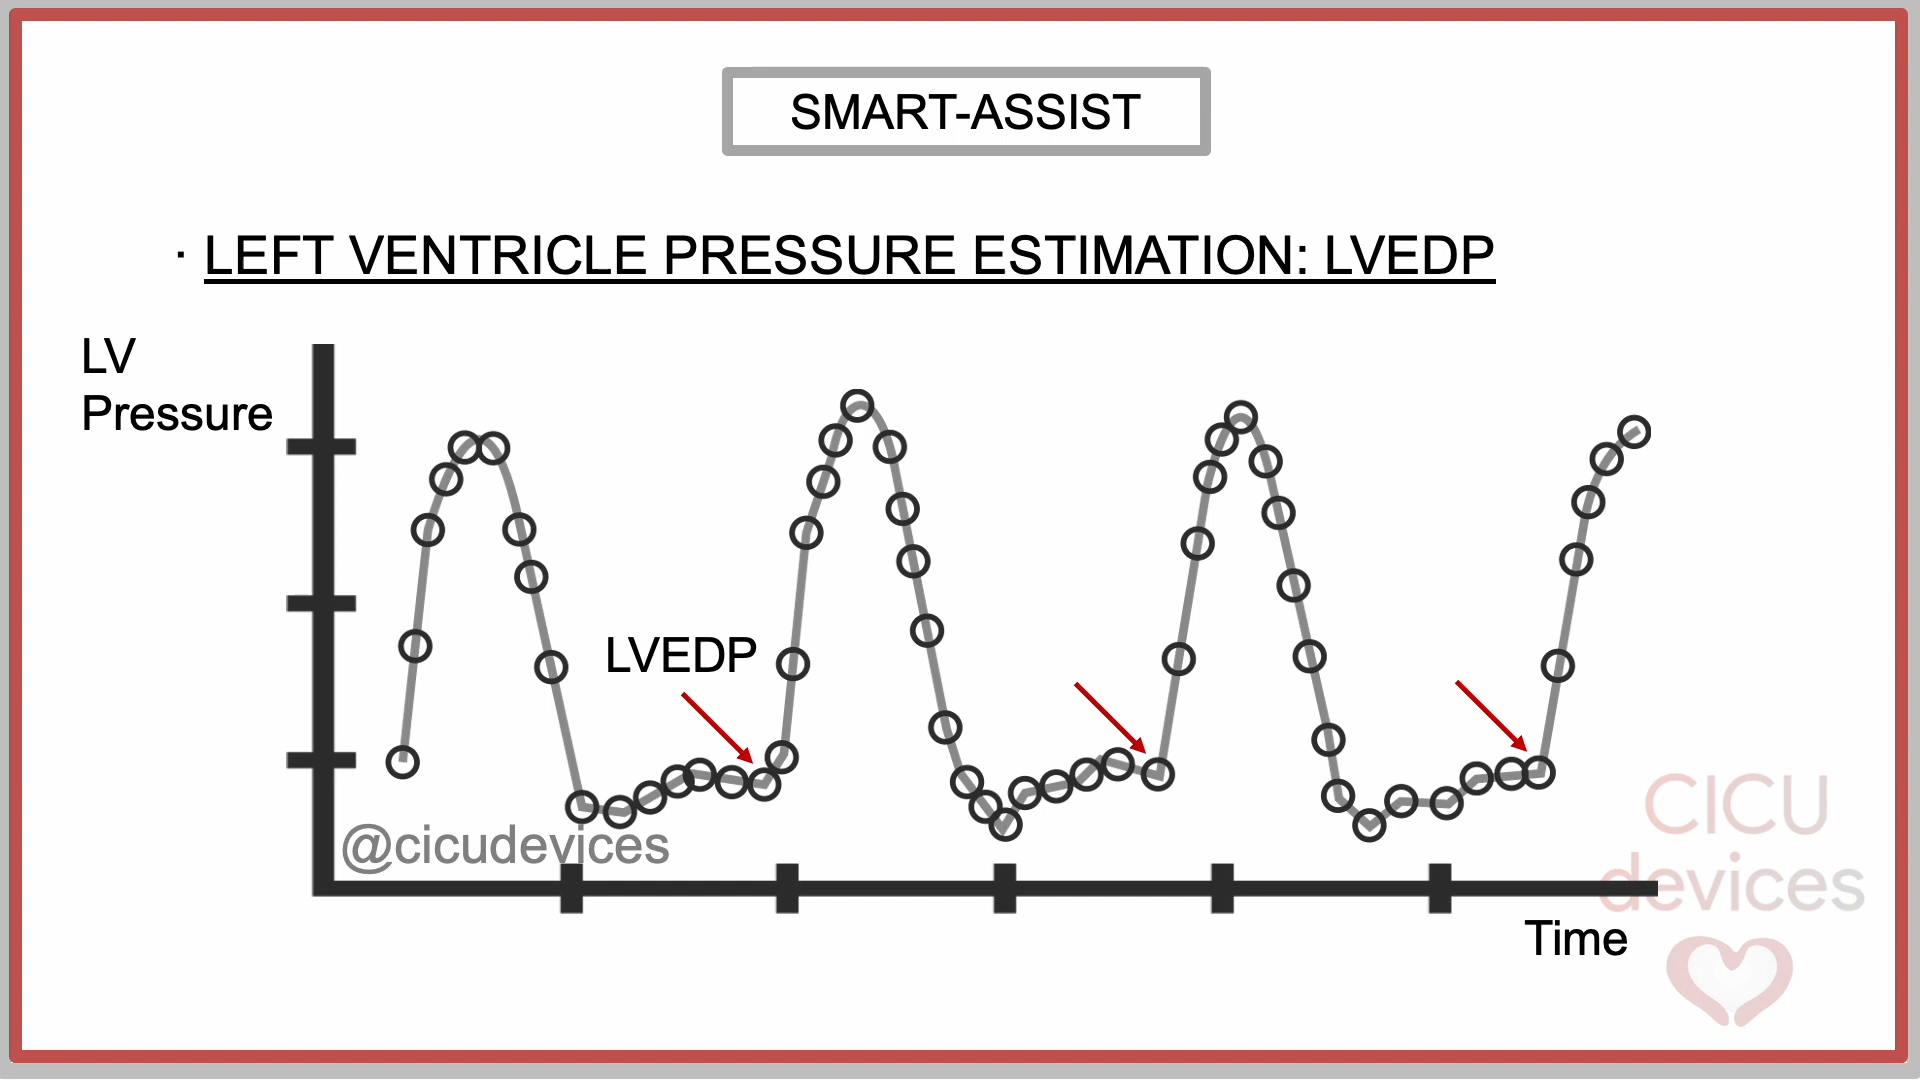 SMART-ASSIST
· LEFT VENTRICLE PRESSURE ESTIMATION: LVEDP
LV
Pressure
LVEDP
@cicudevices
CICU
devices
Time